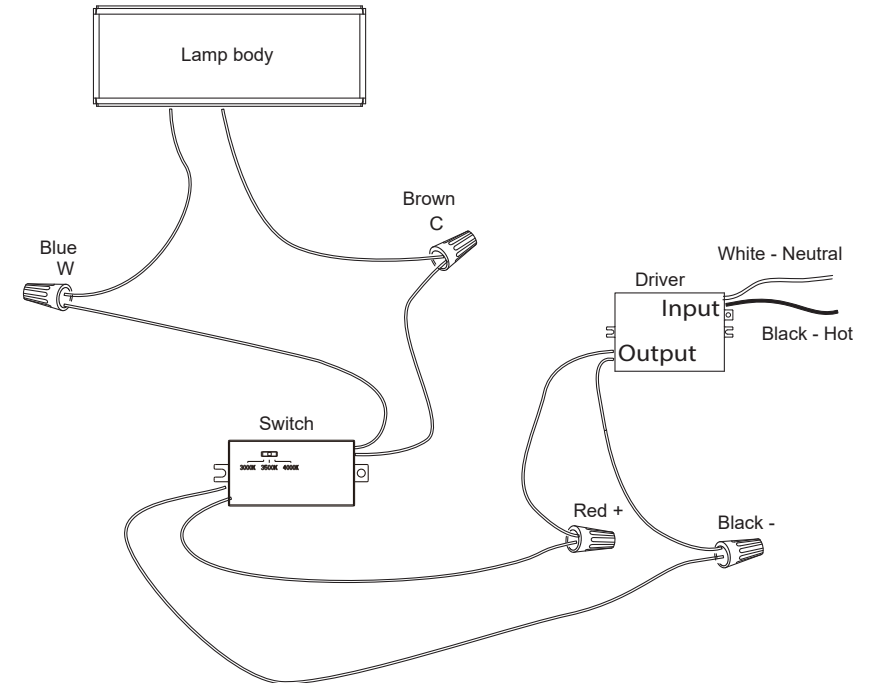 Lamp body
Brown
C
Blue
W
White - Neutral
Driver
Input
Black - Hot
Output
Switch
3000K 3500K 4000K
Red +
Black -